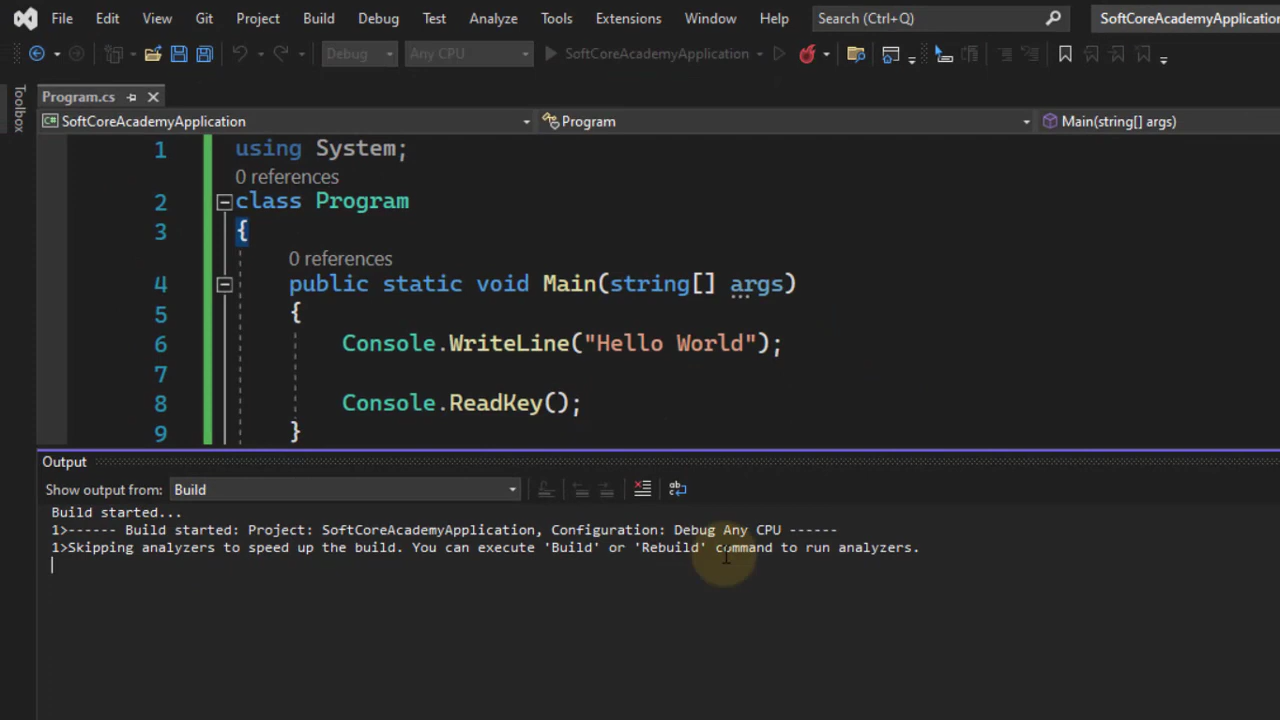 File Edit View Git Project Build Debug Test Analyze Tools Extensions Window Help Search (Ctrl+Q) SoftCoreAcademyApplication
Debug Any CPU SoftCoreAcademyApplication
Toolbox
Program.cs
SoftCoreAcademyApplication Program Main(string[] args)
1 using System;
0 references
2 class Program
3 {
0 references
4 public static void Main(string[] args)
5 {
6 Console.WriteLine("Hello World");
7
8 Console.ReadKey();
9 }
Output
Show output from: Build
Build started...
1>------ Build started: Project: SoftCoreAcademyApplication, Configuration: Debug Any CPU ------
1>Skipping analyzers to speed up the build. You can execute 'Build' or 'Rebuild' command to run analyzers.